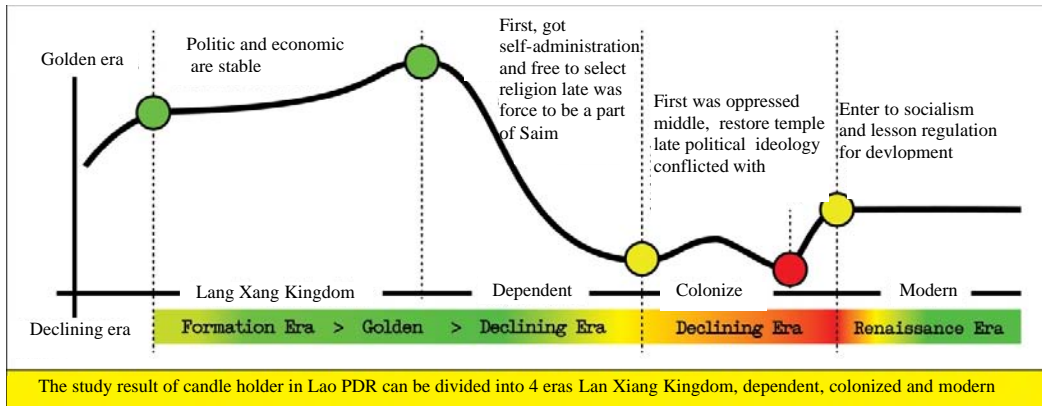 Golden era
Politic and economic
are stable
First, got
self-administration
and free to select
religion late was
force to be a part
of Saim
First was oppressed
middle, restore temple
late political ideology
conflicted with
Enter to socialism
and lesson regulation
for devlopment
Lang Xang Kingdom
Dependent
Colonize
Modern
Declining era
Formation Era > Golden > Declining Era
Declining Era
Renaissance Era
The study result of candle holder in Lao PDR can be divided into 4 eras Lan Xiang Kingdom, dependent, colonized and modern